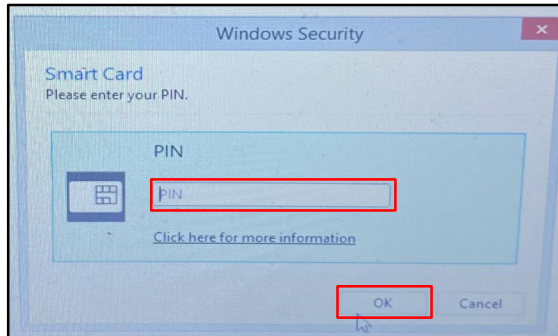 Windows Security
Smart Card
Please enter your PIN.
PIN
PIN
Click here for more information
OK
Cancel